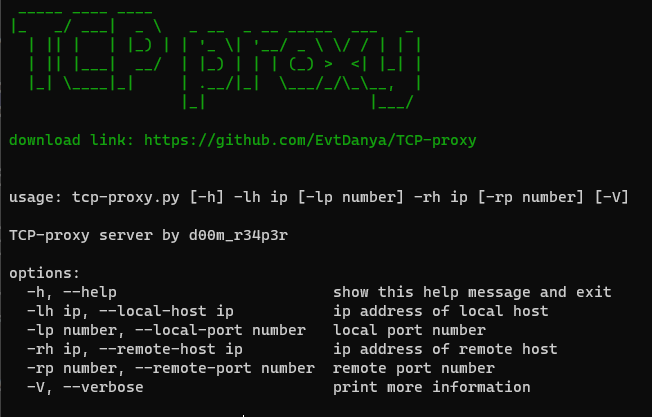 TCP proxy
download link: https://github.com/EvtDanya/TCP-proxy
usage: tcp-proxy.py [-h] -lh ip [-lp number] -rh ip [-rp number] [-V]
TCP-proxy server by d00m_r34p3r
options:
-h, --help show this help message and exit
-lh ip, --local-host ip ip address of local host
-lp number, --local-port number local port number
-rh ip, --remote-host ip ip address of remote host
-rp number, --remote-port number remote port number
-V, --verbose print more information